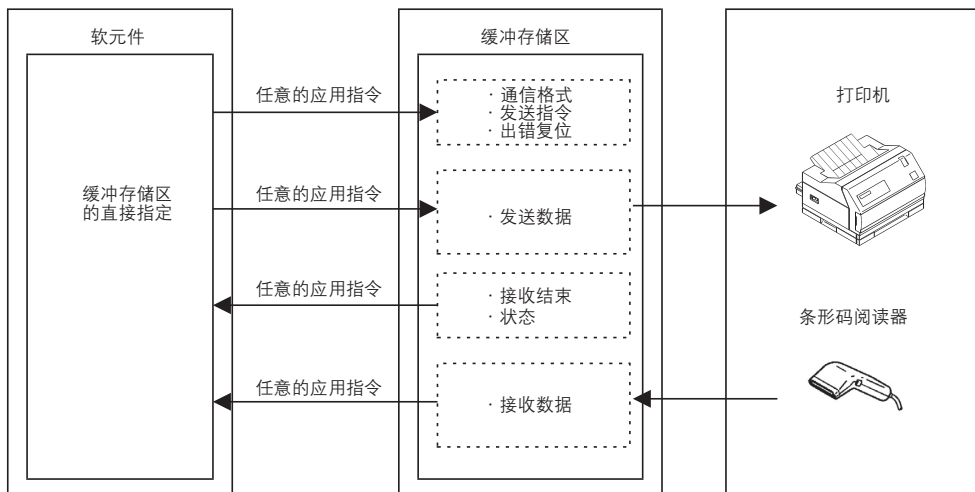 软元件
缓冲存储区
的直接指定
任意的应用指令
任意的应用指令
任意的应用指令
任意的应用指令
缓冲存储区
· 通信格式
· 发送指令
· 出错复位
· 发送数据
· 接收结束
· 状态
· 接收数据
打印机
条形码阅读器